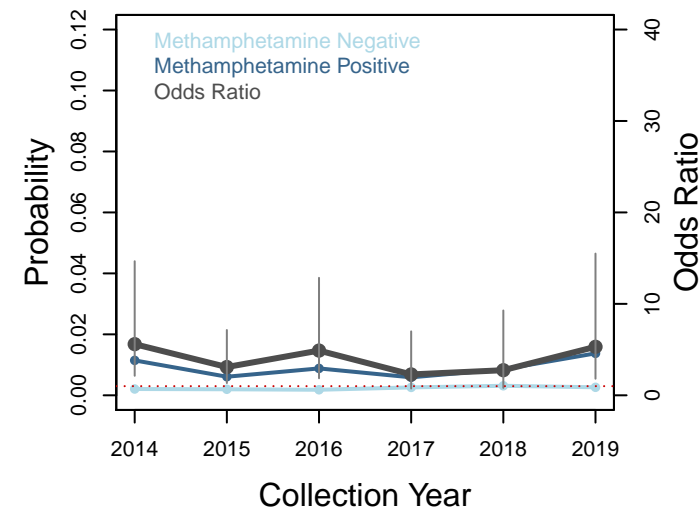 Methamphetamine Negative
Methamphetamine Positive
Odds Ratio
Probability
0.12
0.10
0.08
0.06
0.04
0.02
0.00
40
30
20
10
0
Odds Ratio
2014 2015 2016 2017 2018 2019
Collection Year